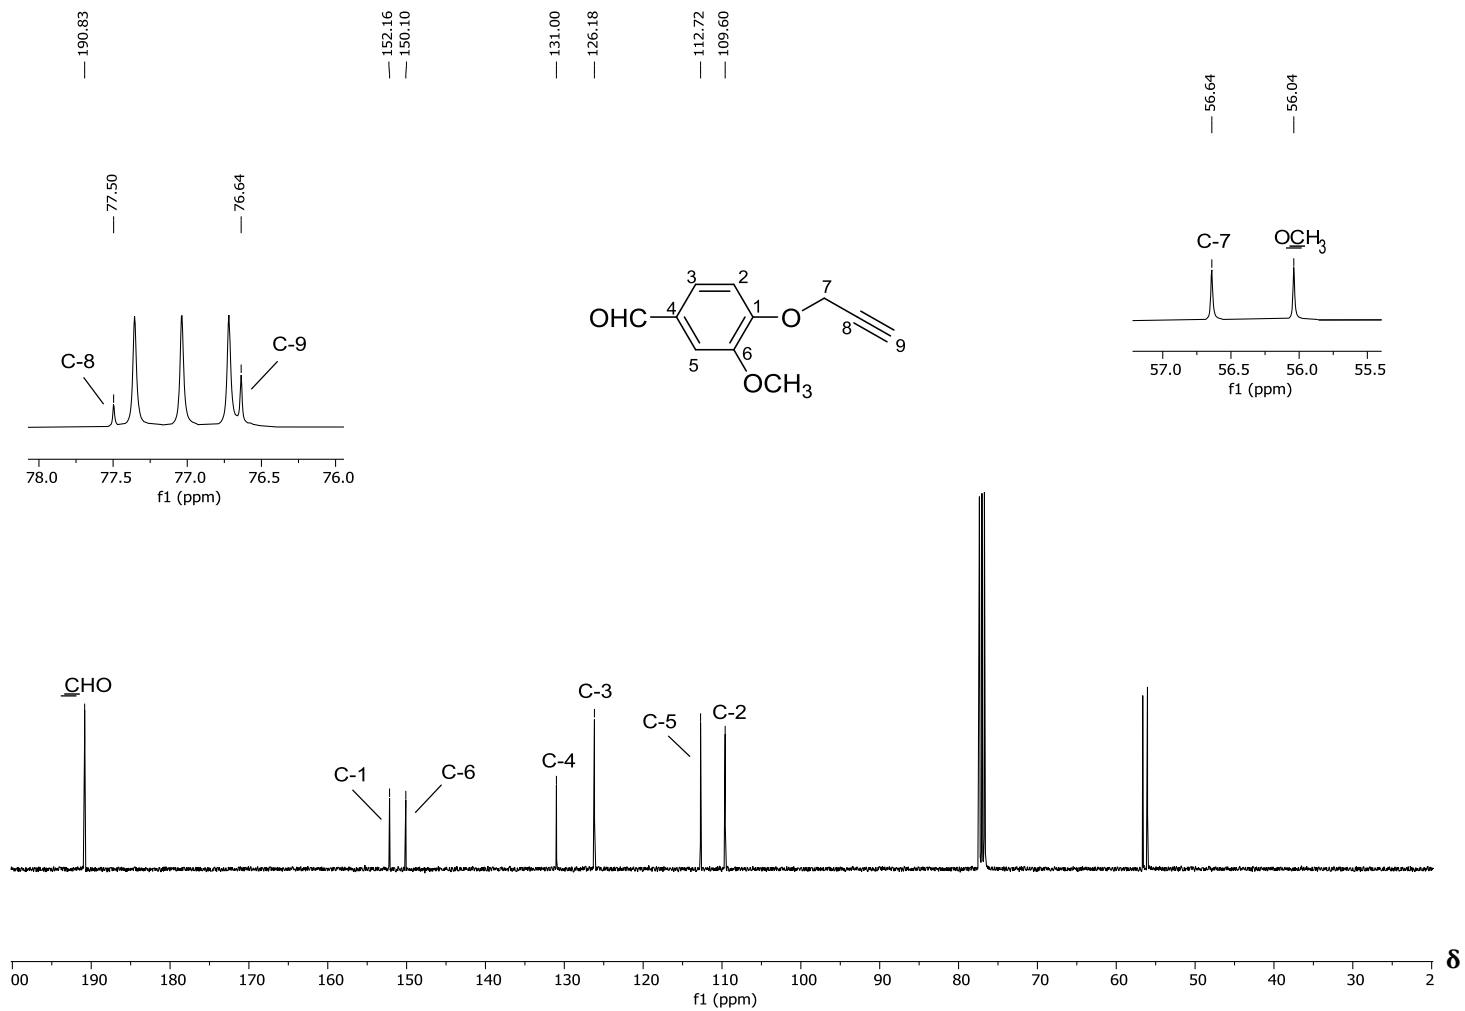 190.83
152.16
150.10
131.00
126.18
112.72
109.60
56.64
56.04
77.50
76.64
C-8
C-9
78.0 77.5 77.0 76.5 76.0
f1 (ppm)
3 2 7
4 1
OHC O 8 9
5 6
OCH3
C-7 OCH3
57.0 56.5 56.0 55.5
f1 (ppm)
CHO
C-1
C-6
C-4
C-3
C-5
C-2
00 190 180 170 160 150 140 130 120 110 100 90 80 70 60 50 40 30 2
f1 (ppm)
δ